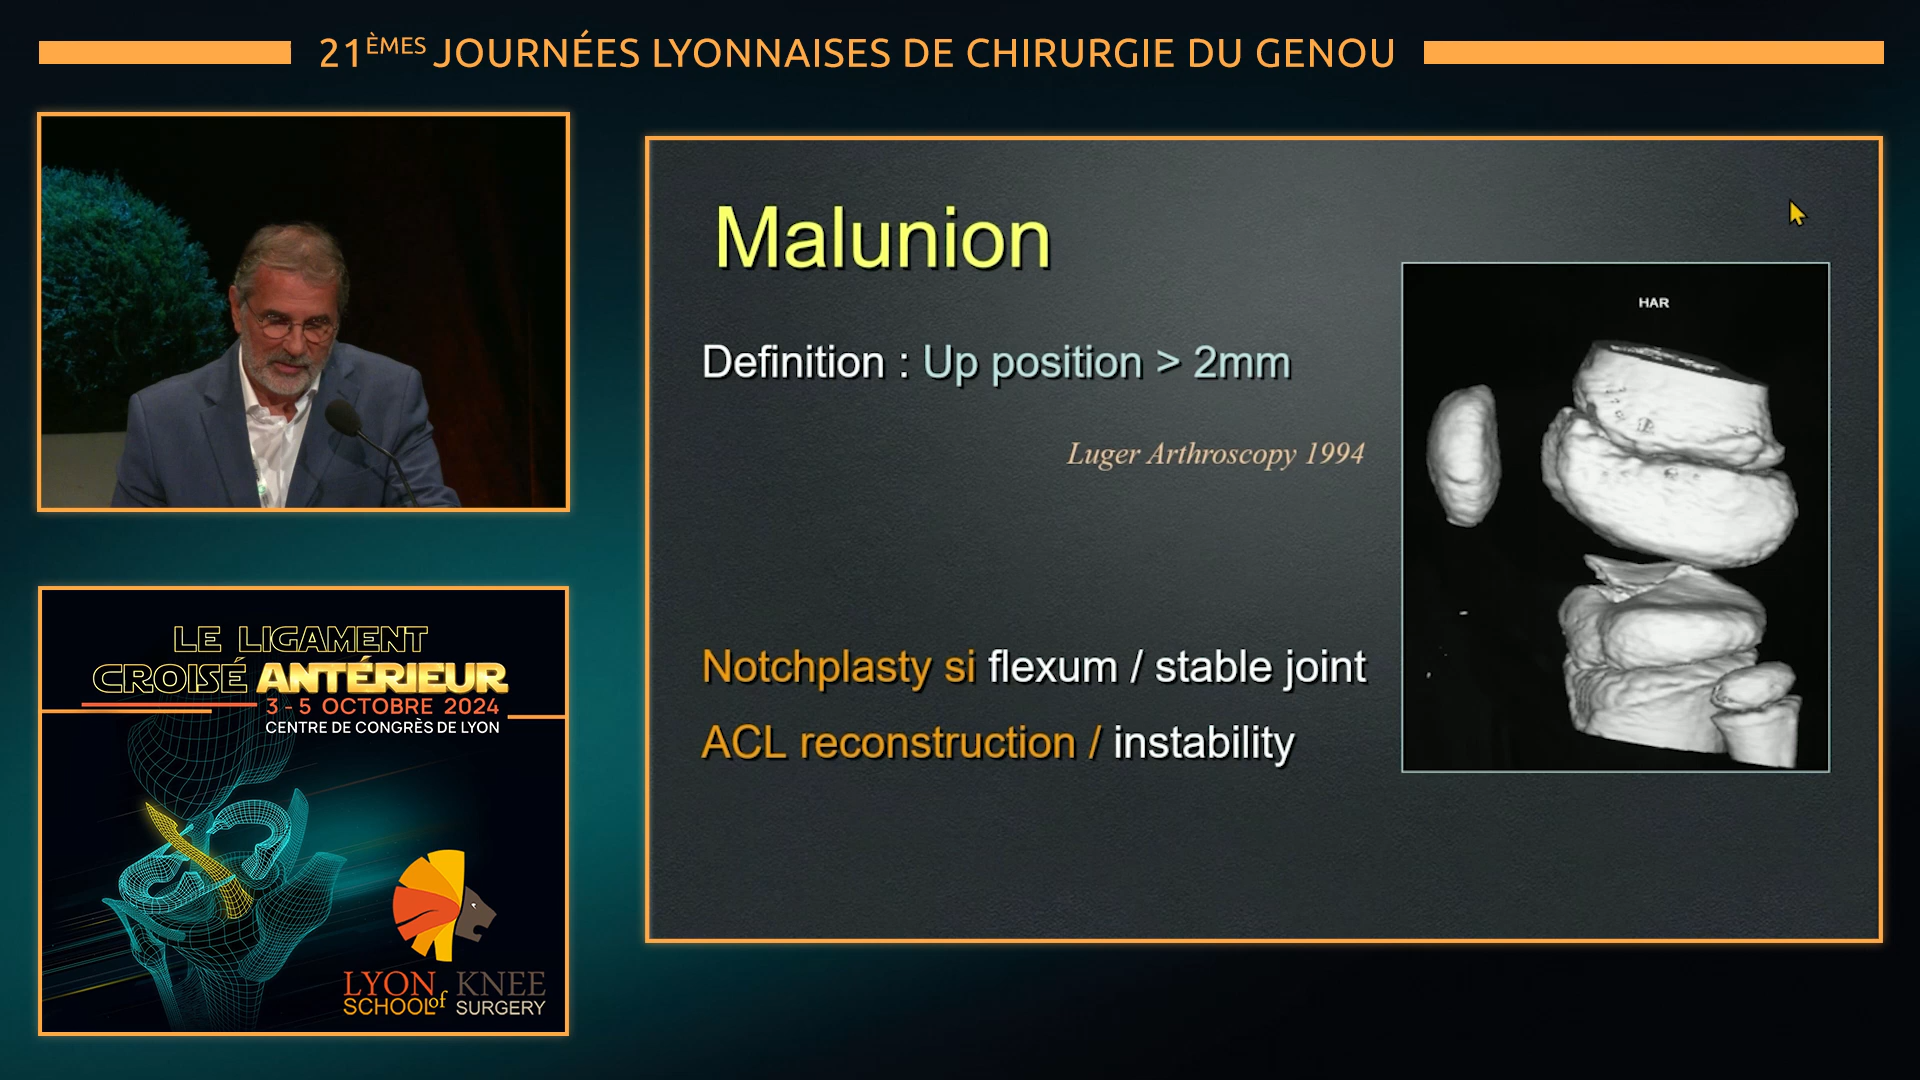 21ÈMES JOURNÉES LYONNAISES DE CHIRURGIE DU GENOU
Malunion
HAR
Definition : Up position > 2mm
Luger Arthroscopy 1994
Notchplasty si flexum / stable joint
ACL reconstruction / instability
LE LIGAMENT
CROISÉ ANTÉRIEUR
3 - 5 OCTOBRE 2024
CENTRE DE CONGRÈS DE LYON
LYON KNEE
SCHOOL of SURGERY